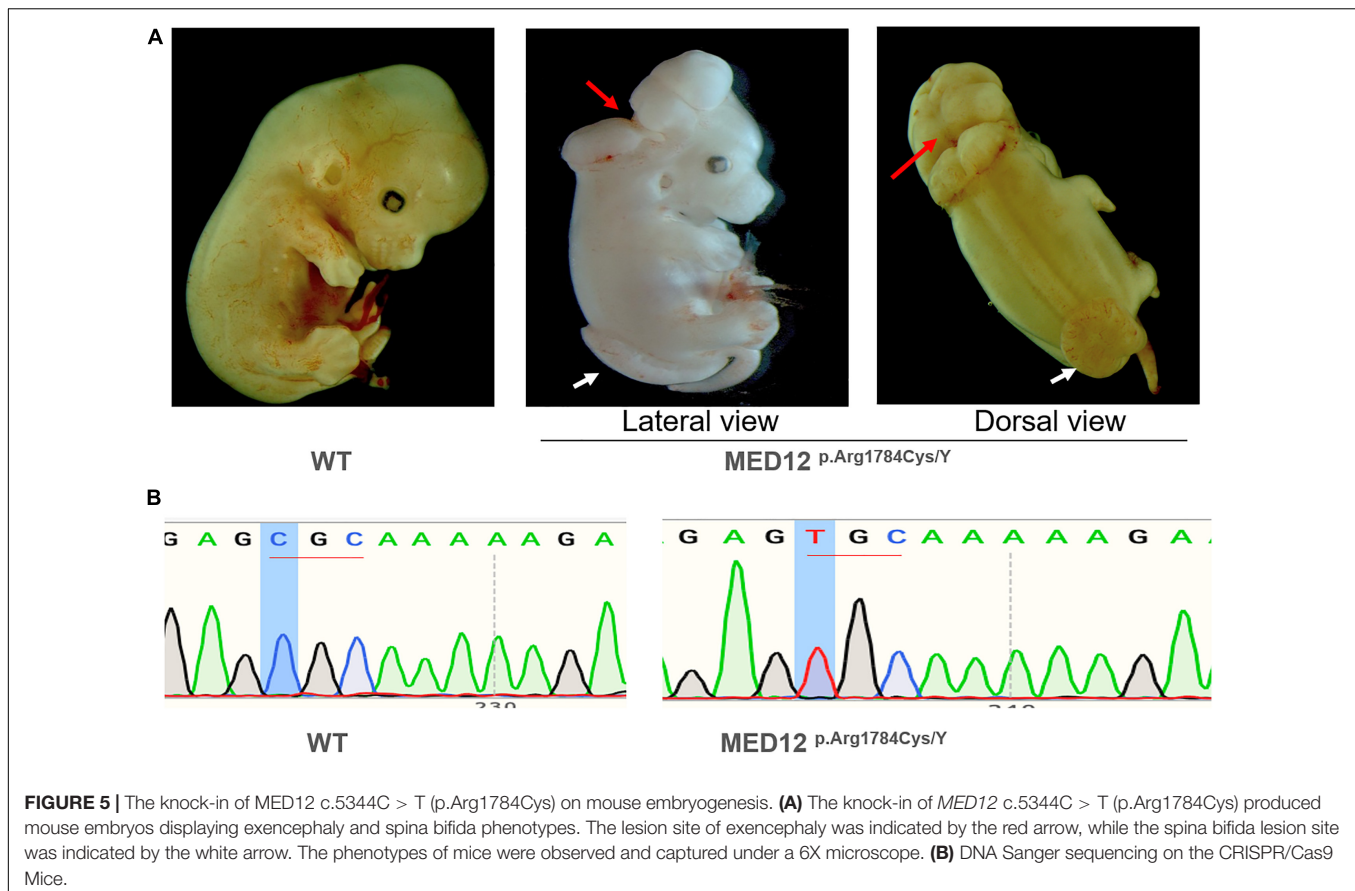 A
Lateral view
Dorsal view
WT
MED12 p.Arg1784Cys/Y
B
G A G C G C A A A A A G A
G A G T G C A A A A A G A
230
WT
MED12 p.Arg1784Cys/Y
FIGURE 5 | The knock-in of MED12 c.5344C > T (p.Arg1784Cys) on mouse embryogenesis. (A) The knock-in of MED12 c.5344C > T (p.Arg1784Cys) produced
mouse embryos displaying exencephaly and spina bifida phenotypes. The lesion site of exencephaly was indicated by the red arrow, while the spina bifida lesion site
was indicated by the white arrow. The phenotypes of mice were observed and captured under a 6X microscope. (B) DNA Sanger sequencing on the CRISPR/Cas9
Mice.